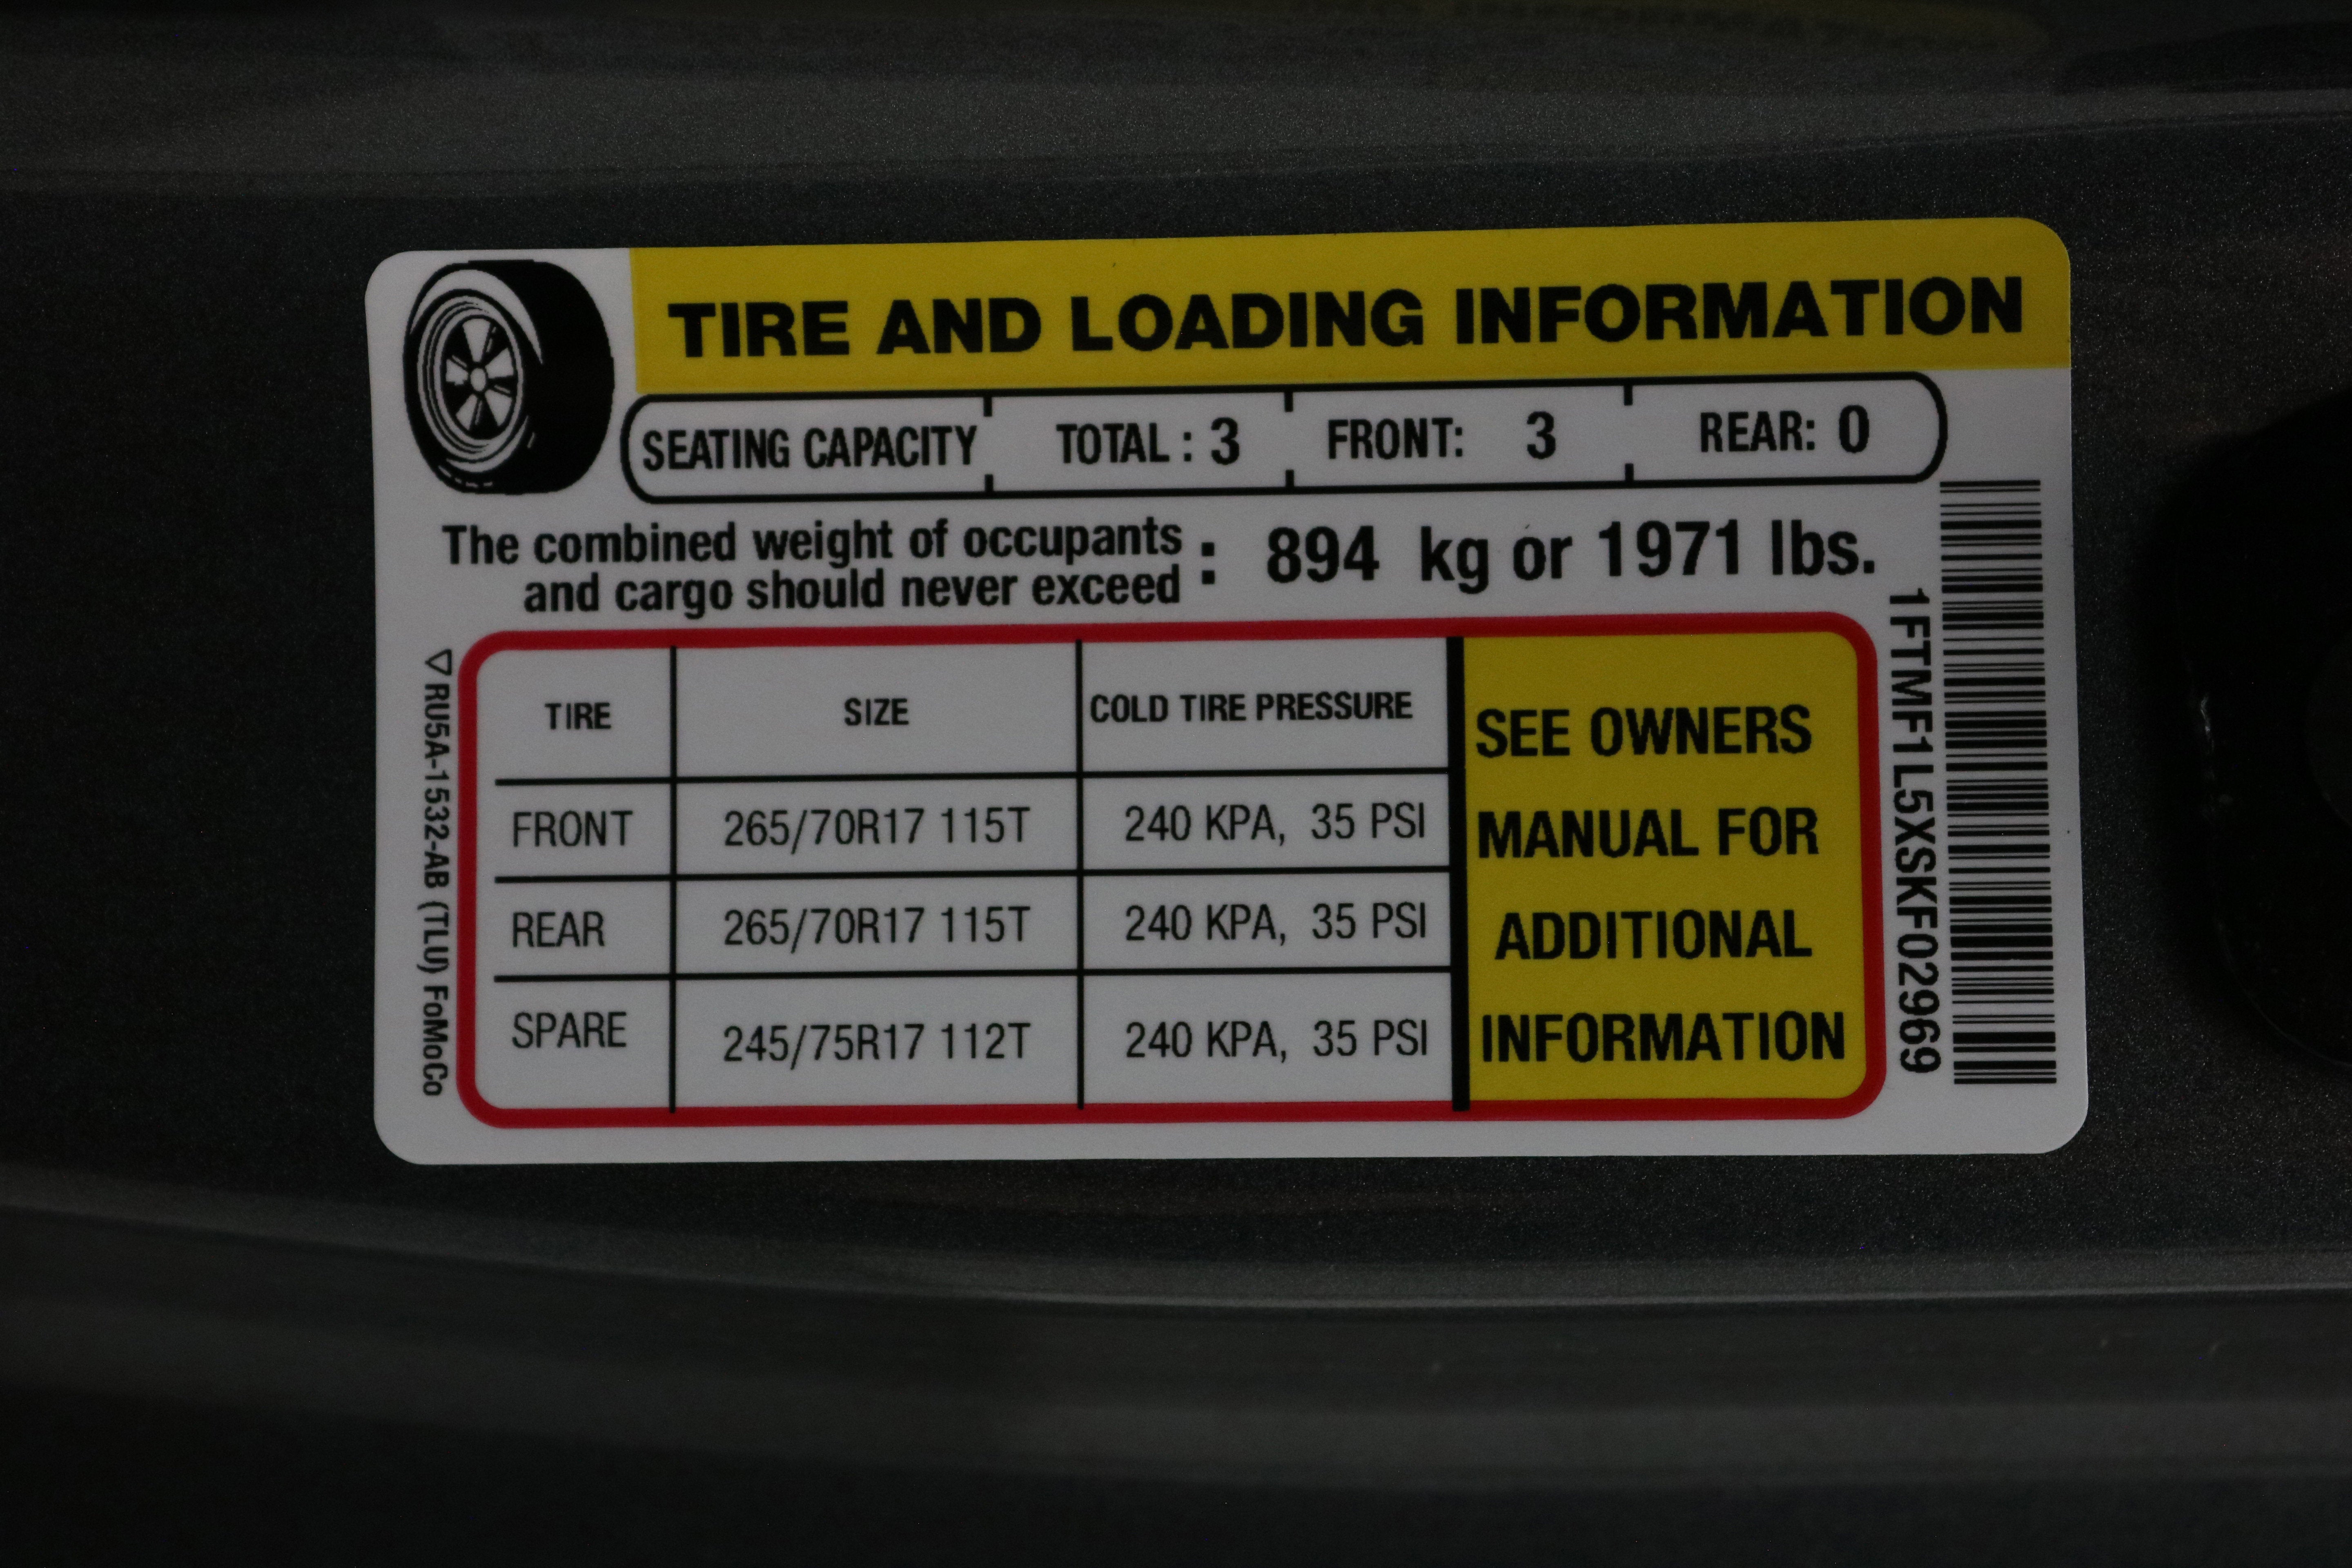 TIRE AND LOADING INFORMATION
SEATING CAPACITY TOTAL : 3 FRONT: 3 REAR: 0
The combined weight of occupants
and cargo should never exceed : 894 kg or 1971 lbs.
TIRE SIZE COLD TIRE PRESSURE
FRONT 265/70R17 115T 240 KPA, 35 PSI
REAR 265/70R17 115T 240 KPA, 35 PSI
SPARE 245/75R17 112T 240 KPA, 35 PSI
SEE OWNERS
MANUAL FOR
ADDITIONAL
INFORMATION
RU5A-1532-AB (TLU) FoMoCo
1FTMF1L5XSKF02969